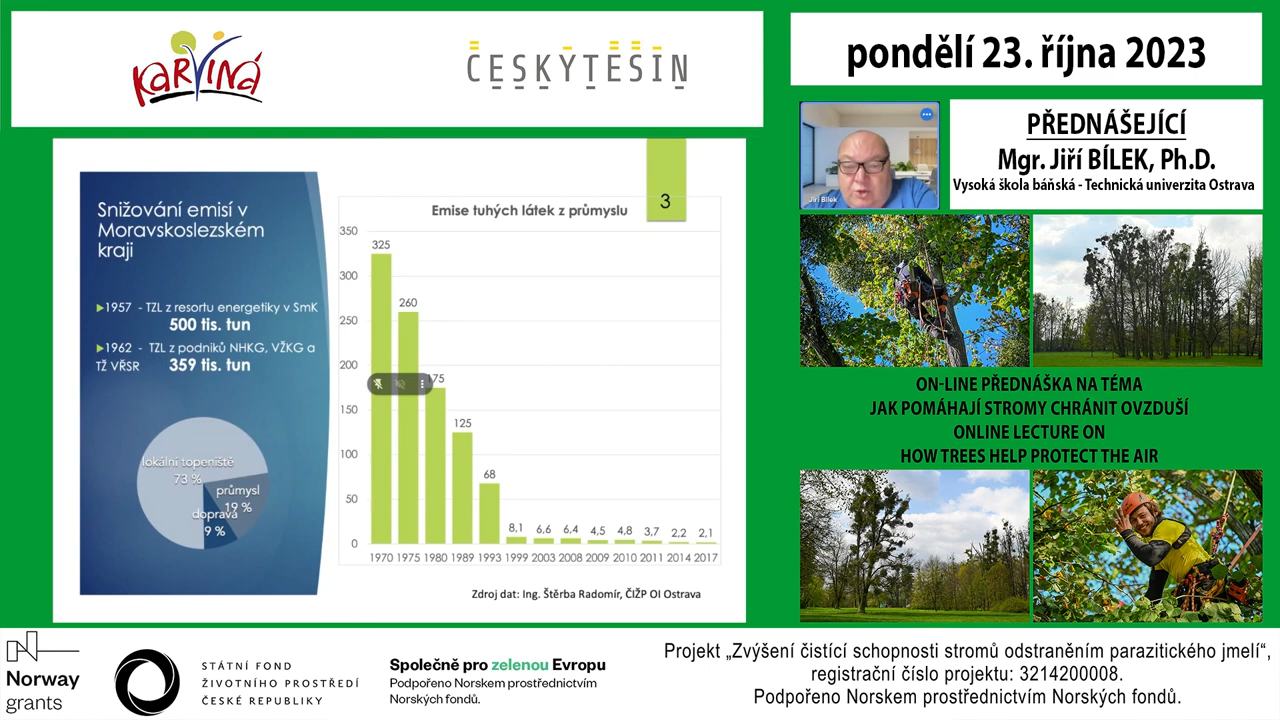 KARVINÁ
ČESKÝ TĚŠÍN
pondělí 23. října 2023
PŘEDNÁŠEJÍCÍ
Mgr. Jiří BÍLEK, Ph.D.
Vysoká škola báňská - Technická univerzita Ostrava
Jiri Bilek
3
Snižování emisí v
Moravskoslezském
kraji
1957 - TZL z resortu energetiky v SmK
500 tis. tun
1962 - TZL z podniků NHKG, VŽKG a
TŽ VŘSR 359 tis. tun
lokální topeniště
73 %
průmysl
19 %
doprava
9 %
Emise tuhých látek z průmyslu
350
300
250
200
150
100
50
0
325
260
175
125
68
8,1
6,6
6,4
4,5
4,8
3,7
2,2
2,1
1970 1975 1980 1989 1993 1999 2003 2008 2009 2010 2011 2014 2017
Zdroj dat: Ing. Štěrba Radomír, ČIŽP OI Ostrava
ON-LINE PŘEDNÁŠKA NA TÉMA
JAK POMÁHAJÍ STROMY CHRÁNIT OVZDUŠÍ
ONLINE LECTURE ON
HOW TREES HELP PROTECT THE AIR
Norway
grants
STÁTNÍ FOND
ŽIVOTNÍHO PROSTŘEDÍ
ČESKÉ REPUBLIKY
Společně pro zelenou Evropu
Podpořeno Norskem prostřednictvím
Norských fondů.
Projekt „Zvýšení čistící schopnosti stromů odstraněním parazitického jmelí“,
registrační číslo projektu: 3214200008.
Podpořeno Norskem prostřednictvím Norských fondů.